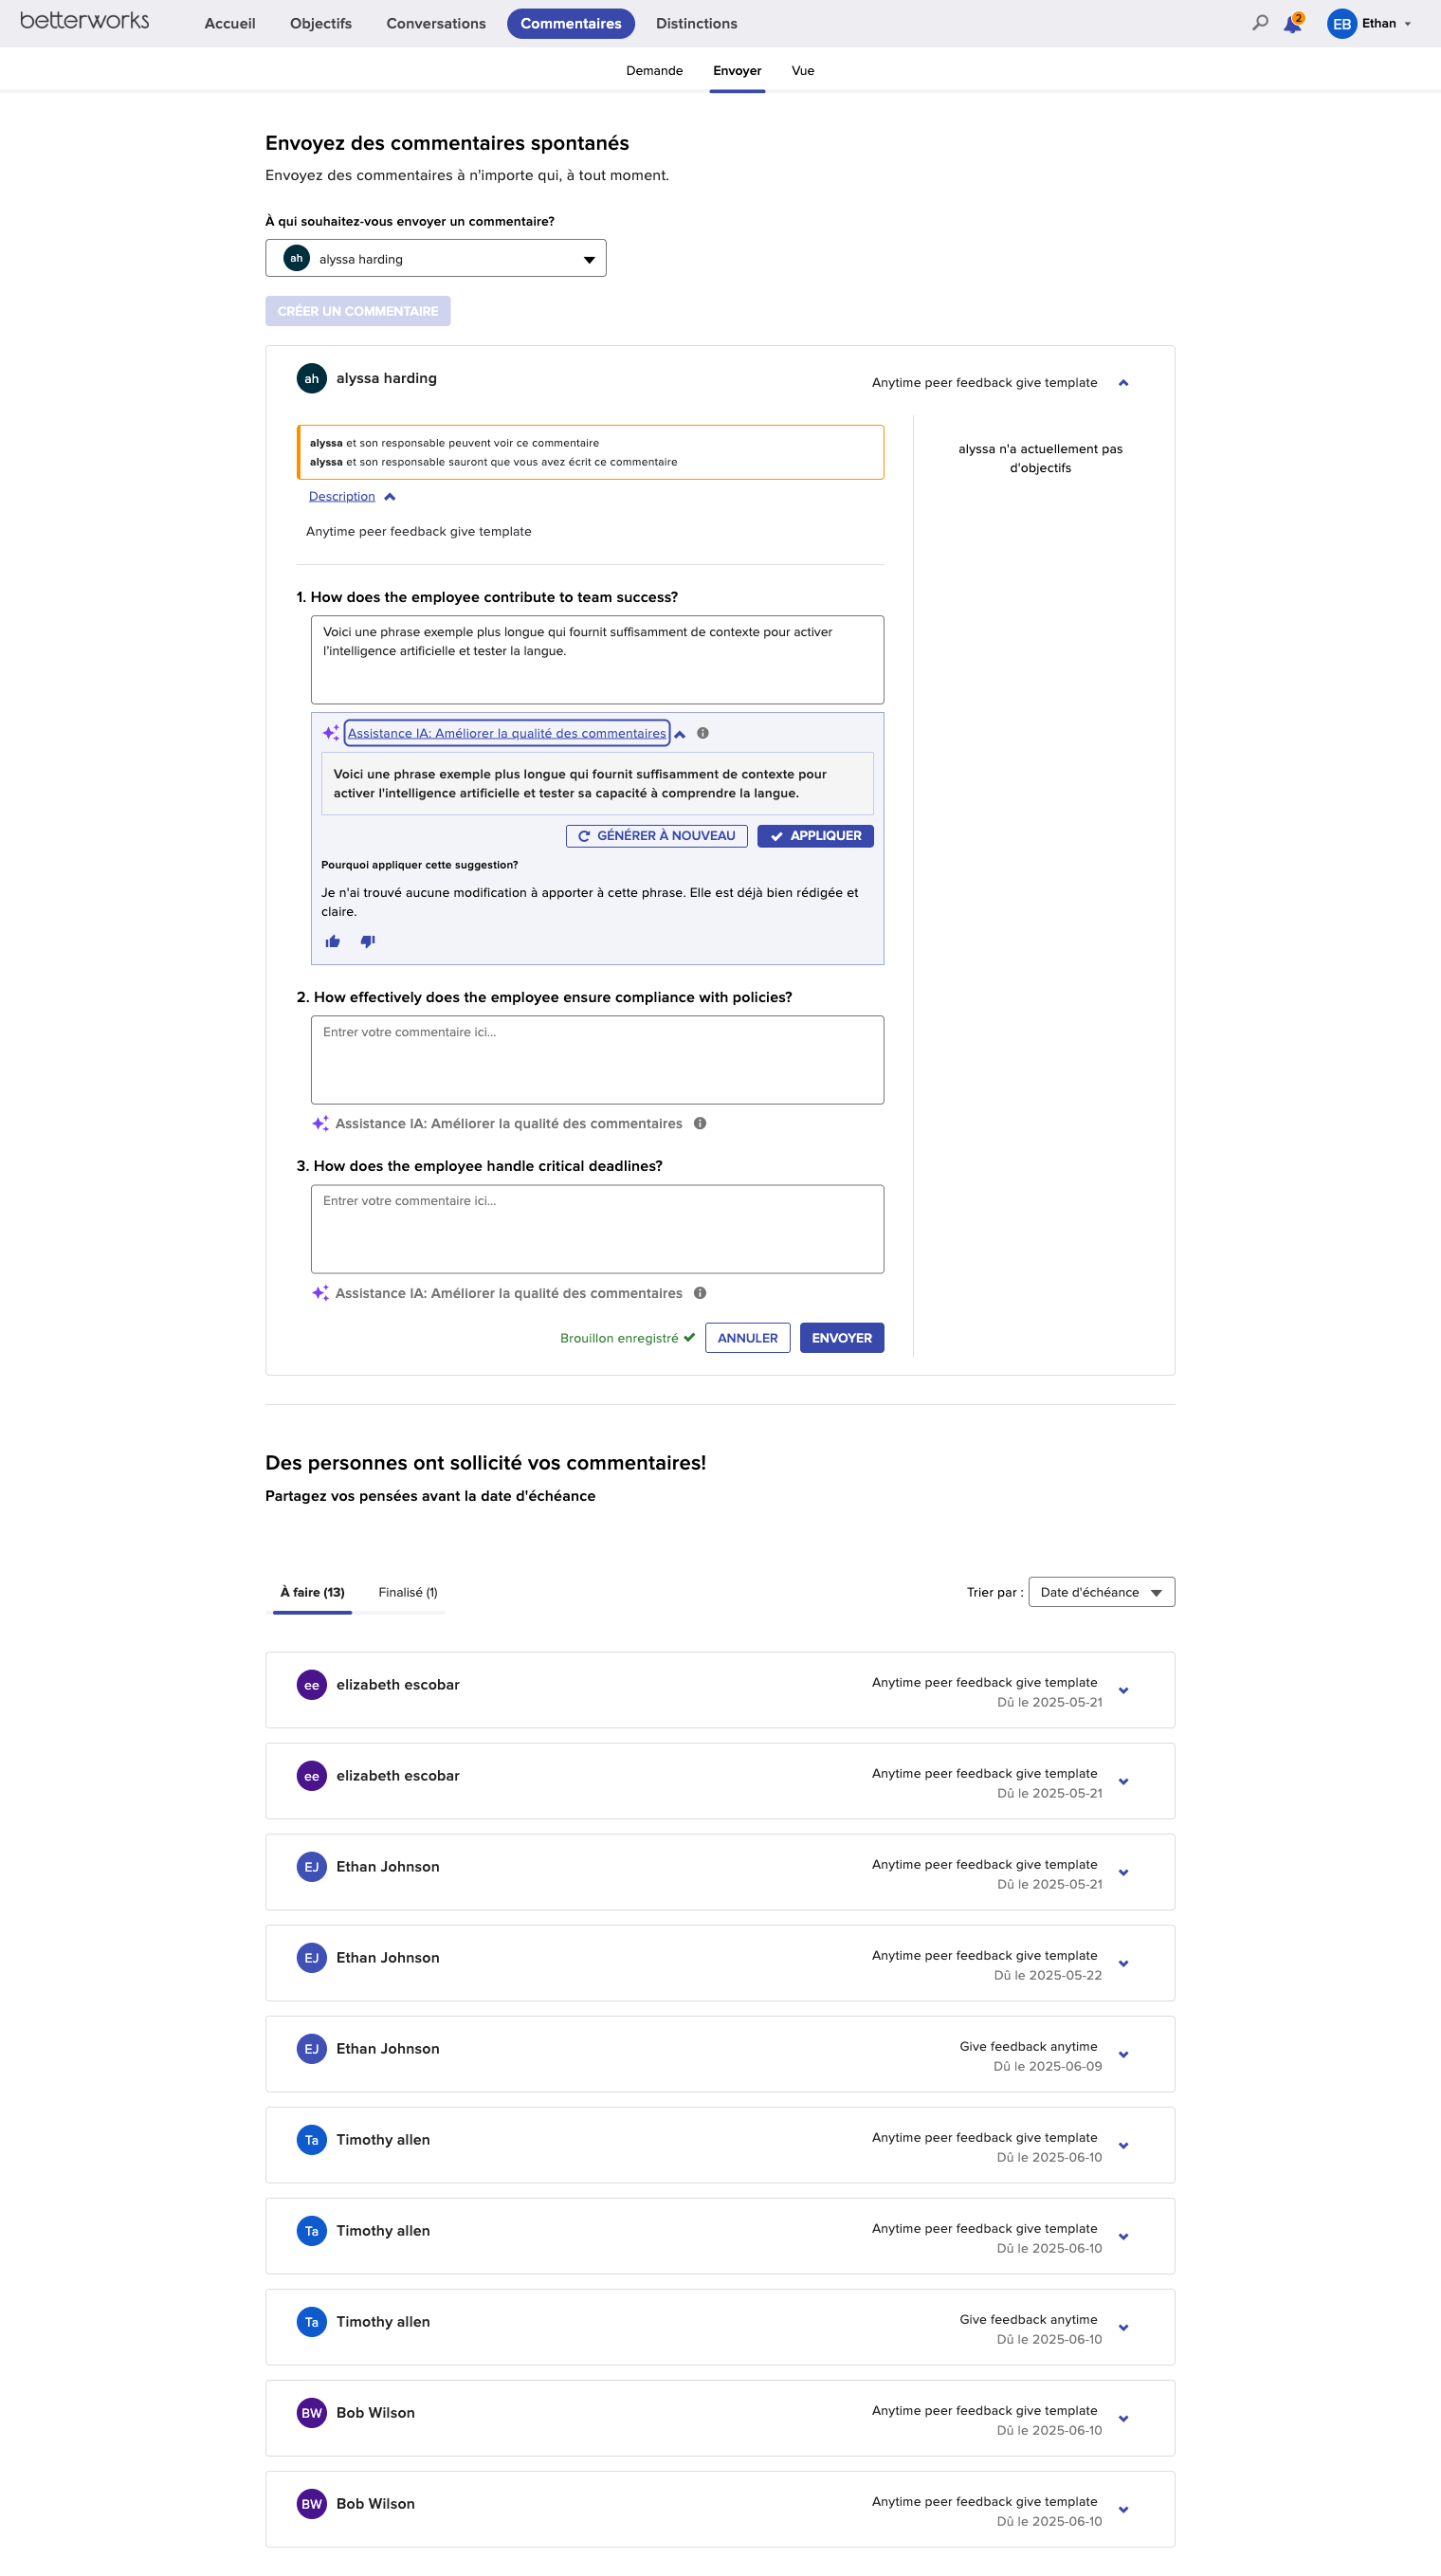 betterworks
Accueil
Objectifs
Conversations
Commentaires
Distinctions
2
EB
Ethan
Demande
Envoyer
Vue
Envoyez des commentaires spontanés
Envoyez des commentaires à n'importe qui, à tout moment.
À qui souhaitez-vous envoyer un commentaire?
ah
alyssa harding
CRÉER UN COMMENTAIRE
ah
alyssa harding
Anytime peer feedback give template
alyssa et son responsable peuvent voir ce commentaire
alyssa et son responsable sauront que vous avez écrit ce commentaire
alyssa n'a actuellement pas
d'objectifs
Description
Anytime peer feedback give template
1. How does the employee contribute to team success?
Voici une phrase exemple plus longue qui fournit suffisamment de contexte pour activer
l'intelligence artificielle et tester la langue.
Assistance IA: Améliorer la qualité des commentaires
Voici une phrase exemple plus longue qui fournit suffisamment de contexte pour
activer l'intelligence artificielle et tester sa capacité à comprendre la langue.
GÉNÉRER À NOUVEAU
APPLIQUER
Pourquoi appliquer cette suggestion?
Je n'ai trouvé aucune modification à apporter à cette phrase. Elle est déjà bien rédigée et
claire.
2. How effectively does the employee ensure compliance with policies?
Entrer votre commentaire ici...
Assistance IA: Améliorer la qualité des commentaires
3. How does the employee handle critical deadlines?
Entrer votre commentaire ici...
Assistance IA: Améliorer la qualité des commentaires
Brouillon enregistré
ANNULER
ENVOYER
Des personnes ont sollicité vos commentaires!
Partagez vos pensées avant la date d'échéance
À faire (13)
Finalisé (1)
Trier par :
Date d'échéance
ee
elizabeth escobar
Anytime peer feedback give template
Dû le 2025-05-21
ee
elizabeth escobar
Anytime peer feedback give template
Dû le 2025-05-21
EJ
Ethan Johnson
Anytime peer feedback give template
Dû le 2025-05-21
EJ
Ethan Johnson
Anytime peer feedback give template
Dû le 2025-05-22
EJ
Ethan Johnson
Give feedback anytime
Dû le 2025-06-09
Ta
Timothy allen
Anytime peer feedback give template
Dû le 2025-06-10
Ta
Timothy allen
Anytime peer feedback give template
Dû le 2025-06-10
Ta
Timothy allen
Give feedback anytime
Dû le 2025-06-10
BW
Bob Wilson
Anytime peer feedback give template
Dû le 2025-06-10
BW
Bob Wilson
Anytime peer feedback give template
Dû le 2025-06-10